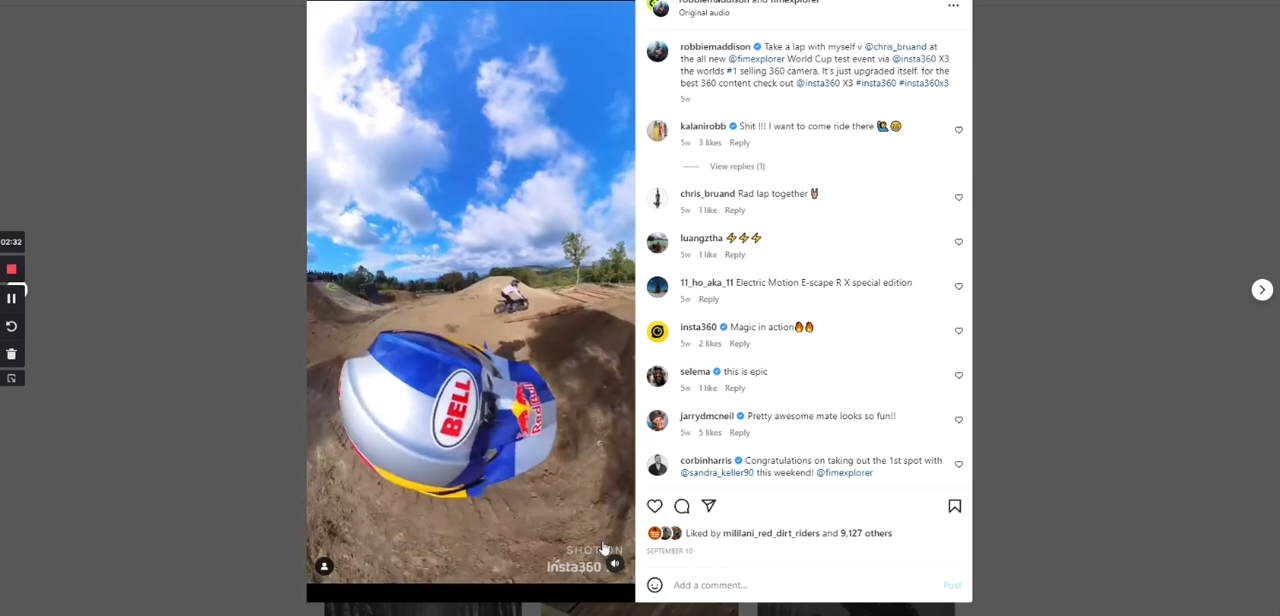 robbiemaddison and fimexplorer
Original audio
robbiemaddison Take a lap with myself v @chris_bruand at
the all new @fimexplorer World Cup test event via @insta360 X3
the worlds #1 selling 360 camera, It's just upgraded itself, for the
best 360 content check out @insta360 X3 #insta360 #insta360x3
5w
kalanirobb Shit !!! I want to come ride there
5w 3 likes Reply
View replies (1)
chris_bruand Rad lap together
5w 1 like Reply
luangztha
5w 1 like Reply
02:32
11_ho_aka_11 Electric Motion E-scape R X special edition
5w Reply
insta360 Magic in action
5w 2 likes Reply
selema this is epic
5w 1 like Reply
BELL
RedBull
jarrydmcneil Pretty awesome mate looks so fun!!
5w 5 likes Reply
corbinharris Congratulations on taking out the 1st spot with
@sandra_keller90 this weekend! @fimexplorer
Liked by mililani_red_dirt_riders and 9,127 others
SEPTEMBER 10
SHOT ON
Insta360
Add a comment...
Post